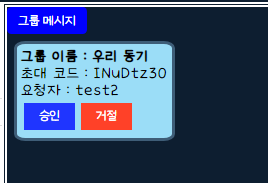 그룹 메시지
그룹 이름 : 우리 동기
초대 코드 : INuDtz30
요청자 : test2
승인 거절